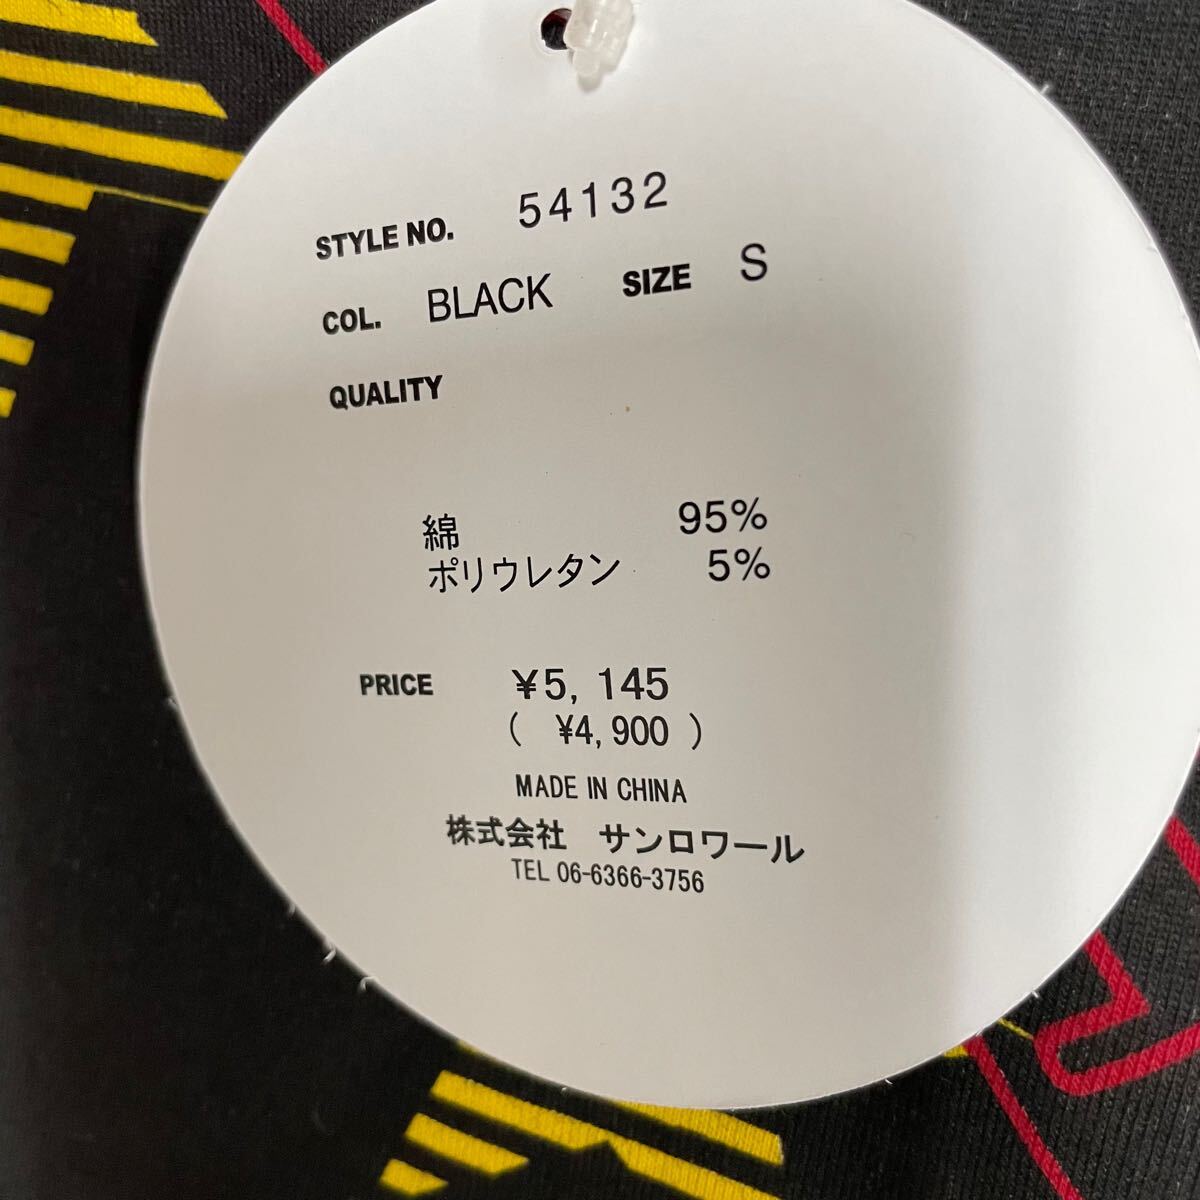 STYLE NO. 54132
COL. BLACK SIZE S
QUALITY
綿 95%
ポリウレタン 5%
PRICE ¥5,145
( ¥4,900 )
MADE IN CHINA
株式会社 サンロワール
TEL 06-6366-3756